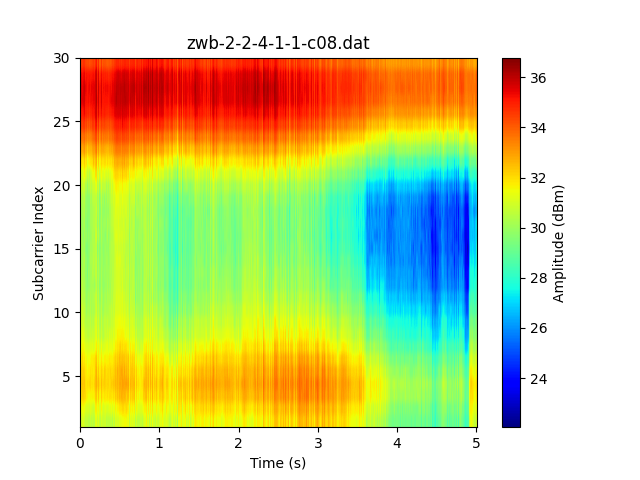 zwb-2-2-4-1-1-c08.dat
30
25
20
15
10
5
Subcarrier Index
0 1 2 3 4 5
Time (s)
36
34
32
30
28
26
24
Amplitude (dBm)